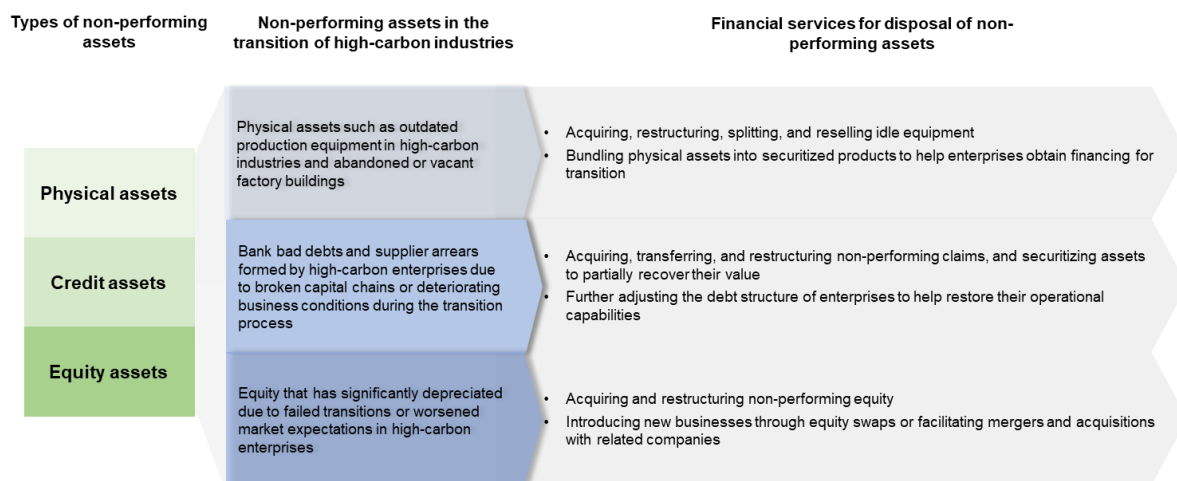 Types of non-performing
assets
Non-performing assets in the
transition of high-carbon industries
Financial services for disposal of non-
performing assets
Physical assets
Credit assets
Equity assets
Physical assets such as outdated
production equipment in high-carbon
industries and abandoned or vacant
factory buildings
• Acquiring, restructuring, splitting, and reselling idle equipment
• Bundling physical assets into securitized products to help enterprises obtain financing for
transition
Bank bad debts and supplier arrears
formed by high-carbon enterprises due
to broken capital chains or deteriorating
business conditions during the transition
process
• Acquiring, transferring, and restructuring non-performing claims, and securitizing assets
to partially recover their value
• Further adjusting the debt structure of enterprises to help restore their operational
capabilities
Equity that has significantly depreciated
due to failed transitions or worsened
market expectations in high-carbon
enterprises
• Acquiring and restructuring non-performing equity
• Introducing new businesses through equity swaps or facilitating mergers and acquisitions
with related companies